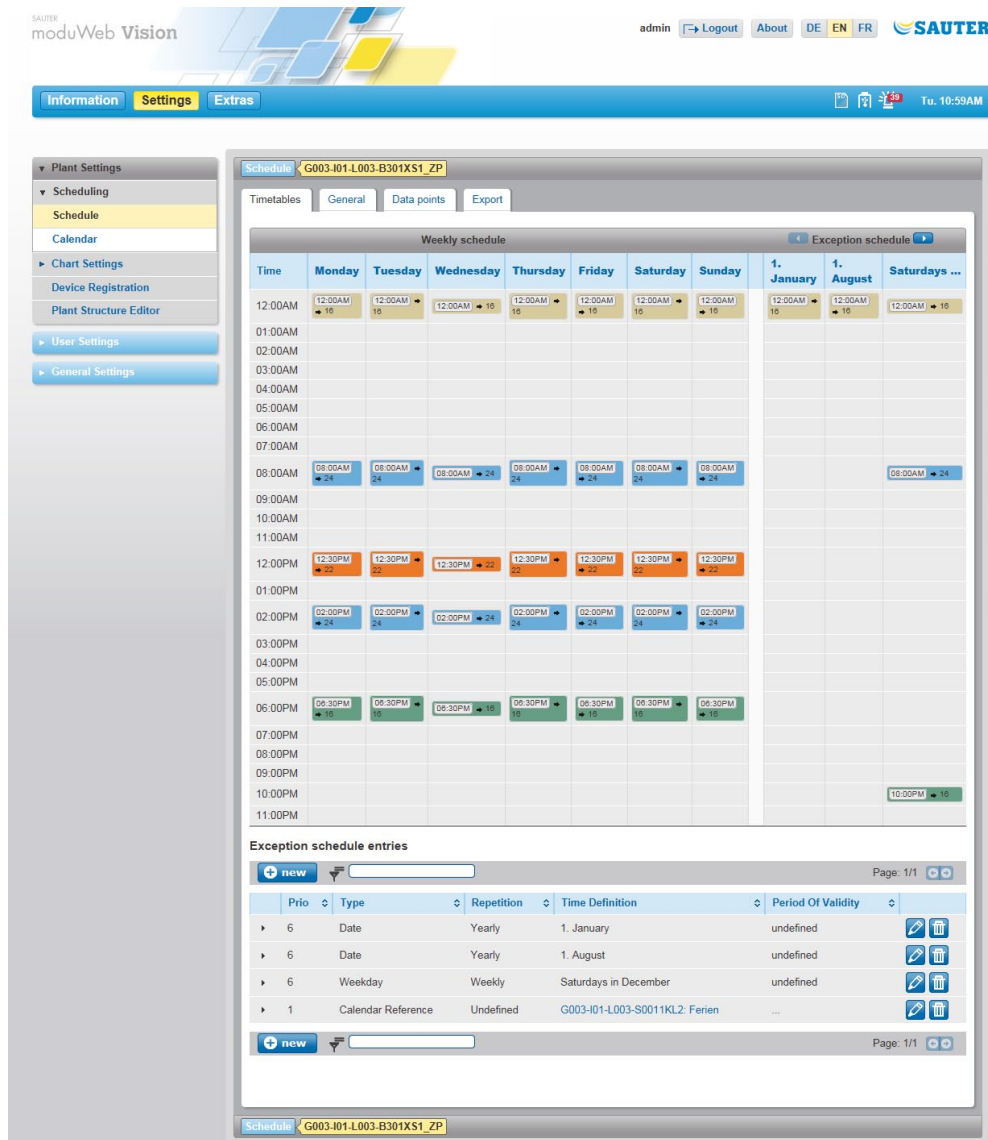 SAUTER
moduWeb Vision
admin Logout About DE EN FR SAUTER
Information Settings Extras 39 Tu. 10:59AM
Plant Settings
Scheduling
Schedule
Calendar
Chart Settings
Device Registration
Plant Structure Editor
User Settings
General Settings
Schedule G003-I01-L003-B301XS1_ZP
Timetables General Data points Export
Weekly schedule Exception schedule
Time Monday Tuesday Wednesday Thursday Friday Saturday Sunday 1. January 1. August Saturdays ...
12:00AM 12:00AM ➔ 16 12:00AM ➔ 16 12:00AM ➔ 16 12:00AM ➔ 16 12:00AM ➔ 16 12:00AM ➔ 16 12:00AM ➔ 16 12:00AM ➔ 16 12:00AM ➔ 16 12:00AM ➔ 16
01:00AM
02:00AM
03:00AM
04:00AM
05:00AM
06:00AM
07:00AM
08:00AM 08:00AM ➔ 24 08:00AM ➔ 24 08:00AM ➔ 24 08:00AM ➔ 24 08:00AM ➔ 24 08:00AM ➔ 24 08:00AM ➔ 24 08:00AM ➔ 24
09:00AM
10:00AM
11:00AM
12:00PM 12:30PM ➔ 22 12:30PM ➔ 22 12:30PM ➔ 22 12:30PM ➔ 22 12:30PM ➔ 22 12:30PM ➔ 22 12:30PM ➔ 22
01:00PM
02:00PM 02:00PM ➔ 24 02:00PM ➔ 24 02:00PM ➔ 24 02:00PM ➔ 24 02:00PM ➔ 24 02:00PM ➔ 24 02:00PM ➔ 24
03:00PM
04:00PM
05:00PM
06:00PM 06:30PM ➔ 16 06:30PM ➔ 16 06:30PM ➔ 16 06:30PM ➔ 16 06:30PM ➔ 16 06:30PM ➔ 16 06:30PM ➔ 16
07:00PM
08:00PM
09:00PM
10:00PM 10:00PM ➔ 16
11:00PM
Exception schedule entries
new Page: 1/1
Prio Type Repetition Time Definition Period Of Validity
6 Date Yearly 1. January undefined
6 Date Yearly 1. August undefined
6 Weekday Weekly Saturdays in December undefined
1 Calendar Reference Undefined G003-I01-L003-S0011KL2: Ferien ...
new Page: 1/1
Schedule G003-I01-L003-B301XS1_ZP